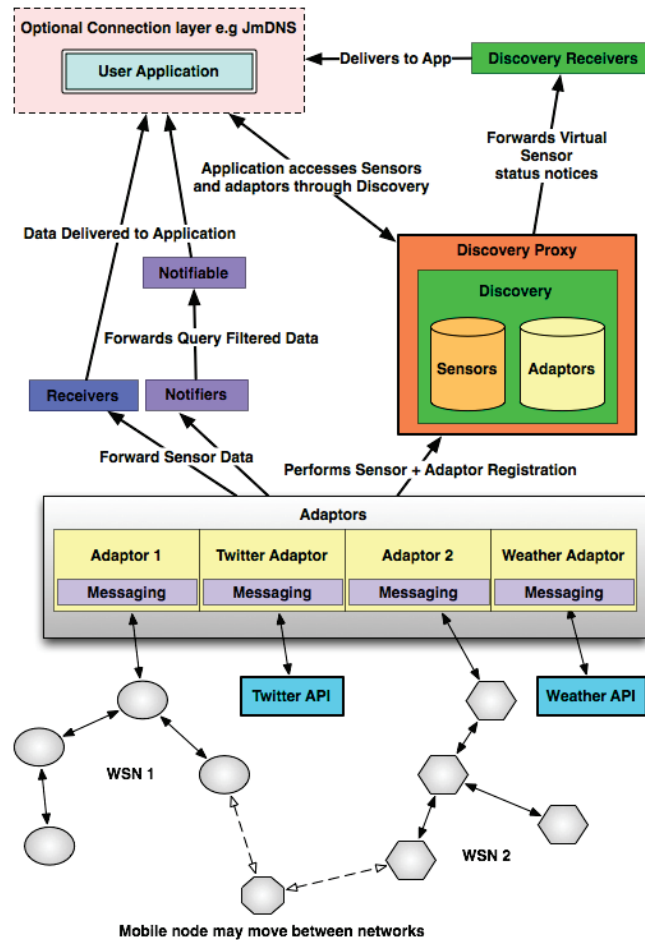 Optional Connection layer e.g JmDNS
User Application
Delivers to App
Discovery Receivers
Forwards Virtual
Sensor
status notices
Application accesses Sensors
and adaptors through Discovery
Data Delivered to Application
Discovery Proxy
Notifiable
Discovery
Forwards Query Filtered Data
Sensors
Adaptors
Receivers
Notifiers
Forward Sensor Data
Performs Sensor + Adaptor Registration
Adaptors
Adaptor 1
Twitter Adaptor
Adaptor 2
Weather Adaptor
Messaging
Messaging
Messaging
Messaging
Twitter API
Weather API
WSN 1
WSN 2
Mobile node may move between networks